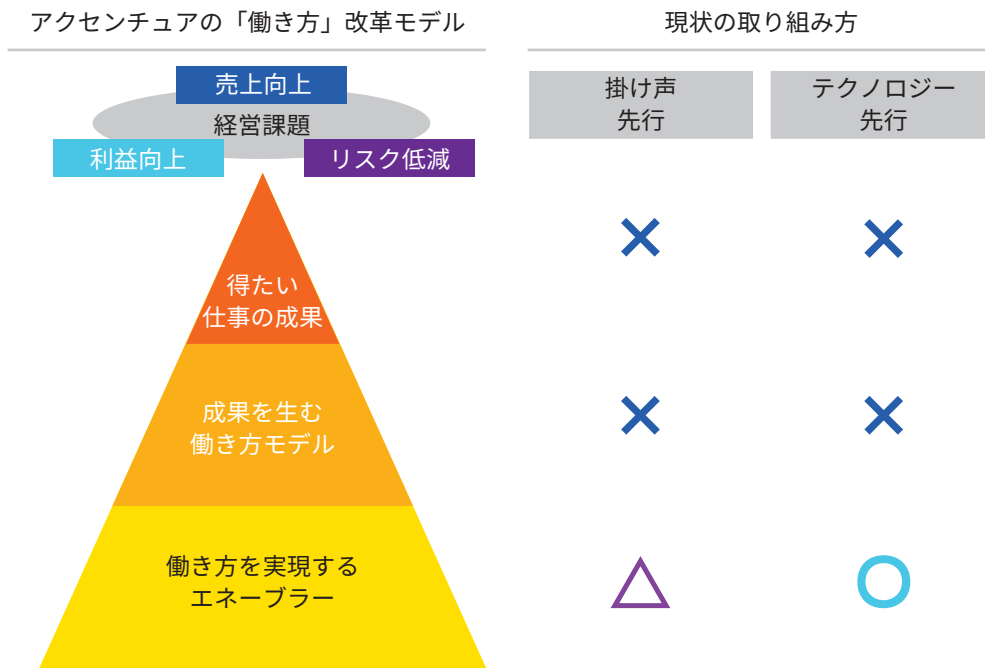 アクセンチュアの「働き方」改革モデル
現状の取り組み方
売上向上
経営課題
利益向上
リスク低減
掛け声
先行
テクノロジー
先行
得たい
仕事の成果
成果を生む
働き方モデル
働き方を実現する
エネーブラー